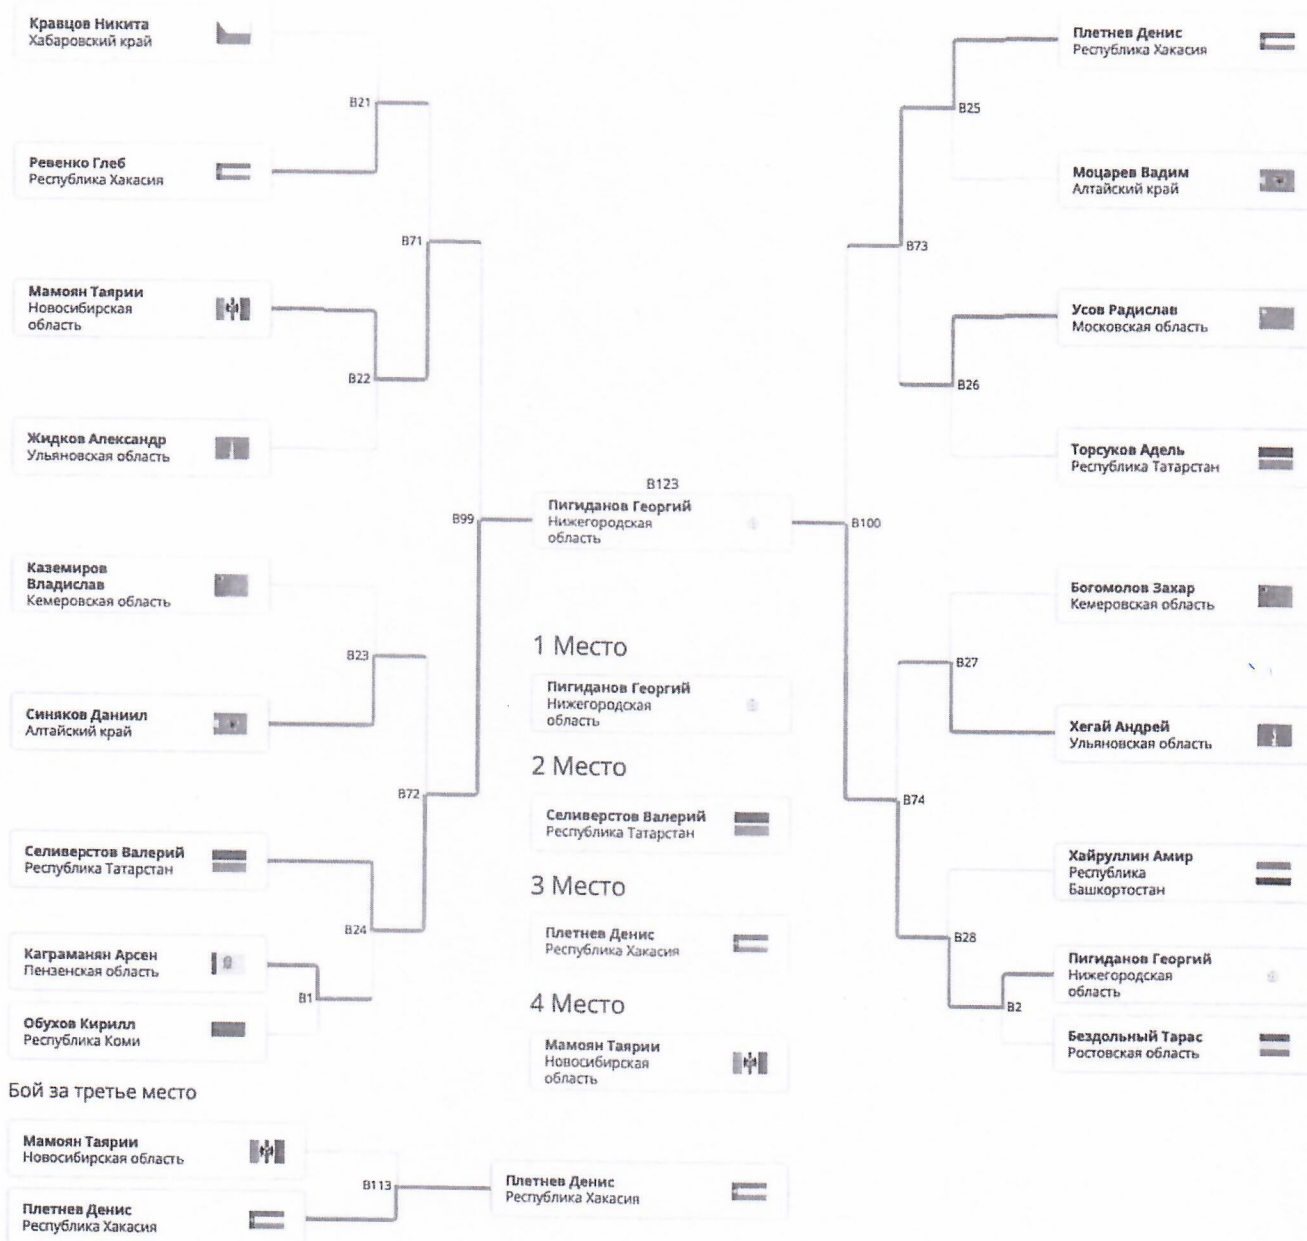 Кравцов Никита
Хабаровский край
B21
Ревенко Глеб
Республика Хакасия
B71
Мамоян Таярии
Новосибирская
область
B22
Жидков Александр
Ульяновская область
B99
Каземиров
Владислав
Кемеровская область
B23
Синяков Даниил
Алтайский край
B72
Селиверстов Валерий
Республика Татарстан
B24
Каграманян Арсен
Пензенская область
B1
Обухов Кирилл
Республика Коми
B123
Пигиданов Георгий
Нижегородская
область
1 Место
Пигиданов Георгий
Нижегородская
область
2 Место
Селиверстов Валерий
Республика Татарстан
3 Место
Плетнев Денис
Республика Хакасия
4 Место
Мамоян Таярии
Новосибирская
область
Плетнев Денис
Республика Хакасия
B25
Моцарев Вадим
Алтайский край
B73
Усов Радислав
Московская область
B26
Торсуков Адель
Республика Татарстан
B100
Богомолов Захар
Кемеровская область
B27
Хегай Андрей
Ульяновская область
B74
Хайруллин Амир
Республика
Башкортостан
B28
Пигиданов Георгий
Нижегородская
область
B2
Бездольный Тарас
Ростовская область
Бой за третье место
Мамоян Таярии
Новосибирская область
B113
Плетнев Денис
Республика Хакасия
Плетнев Денис
Республика Хакасия